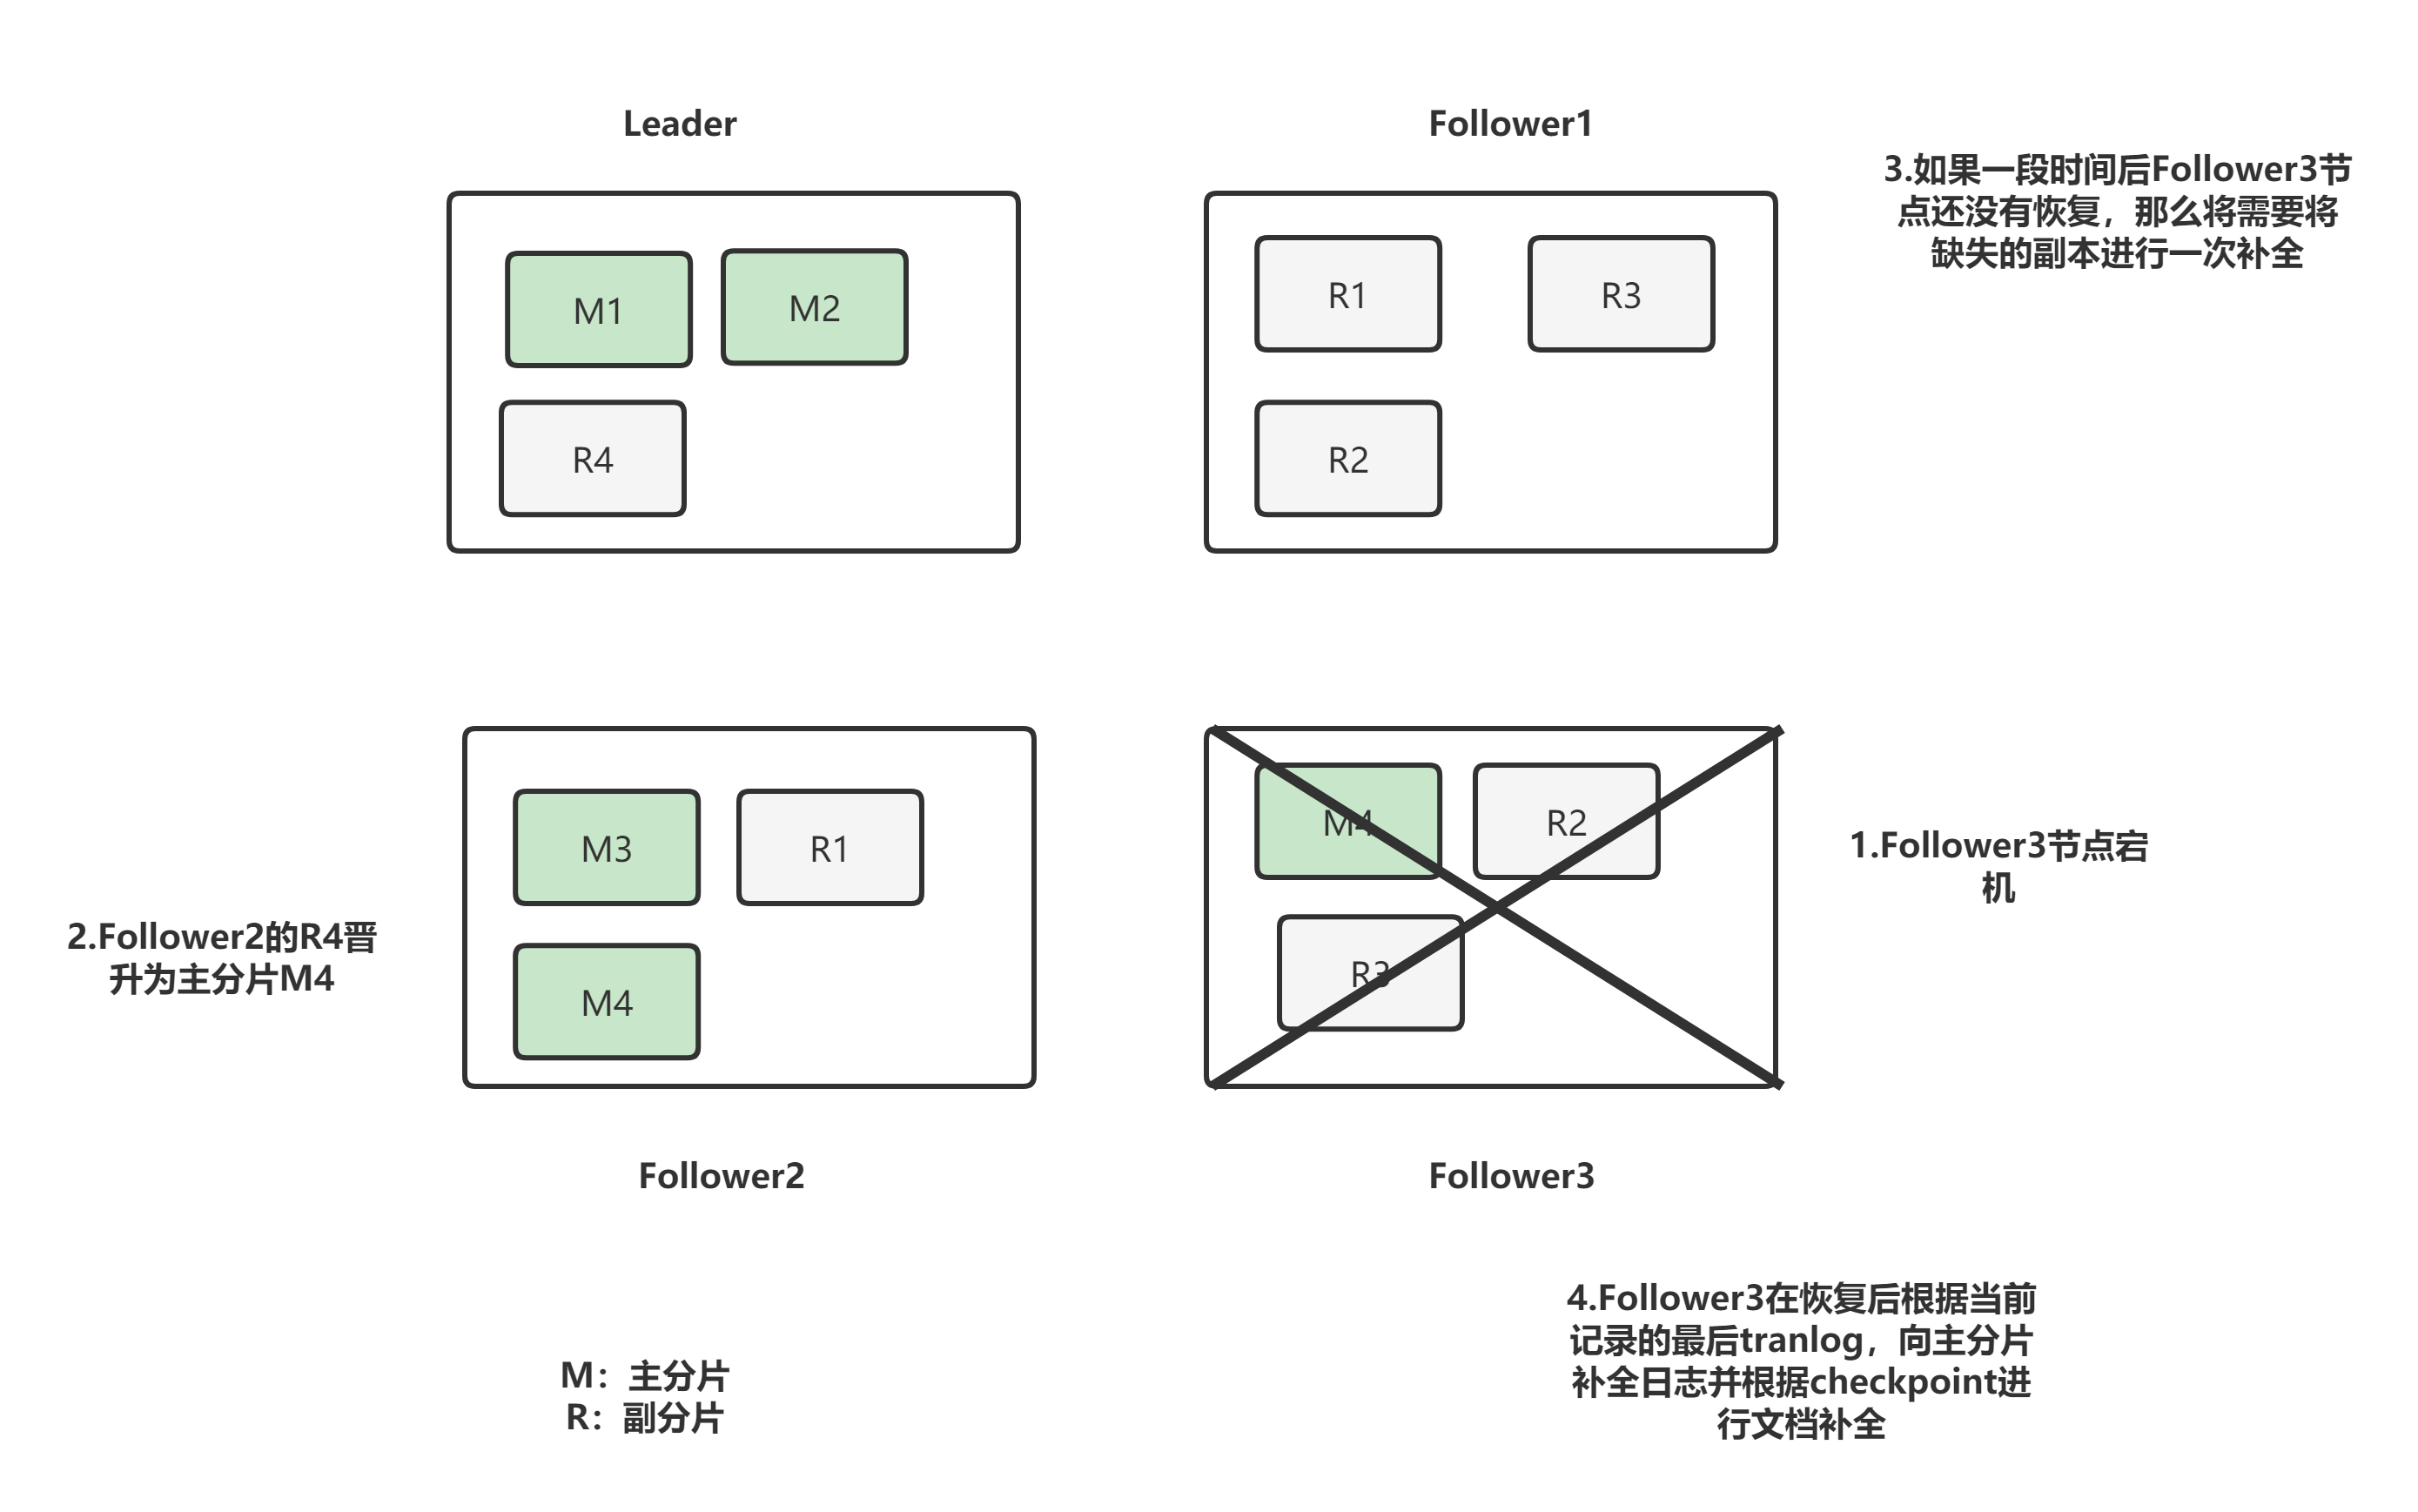 Leader
Follower1
3.如果一段时间后Follower3节
点还没有恢复，那么将需要将
缺失的副本进行一次补全
M1
M2
R4
R1
R3
R2
M3
R1
M4
2.Follower2的R4晋
升为主分片M4
M4
R2
R3
1.Follower3节点宕
机
Follower2
Follower3
4.Follower3在恢复后根据当前
记录的最后tranlog，向主分片
补全日志并根据checkpoint进
行文档补全
M：主分片
R：副分片